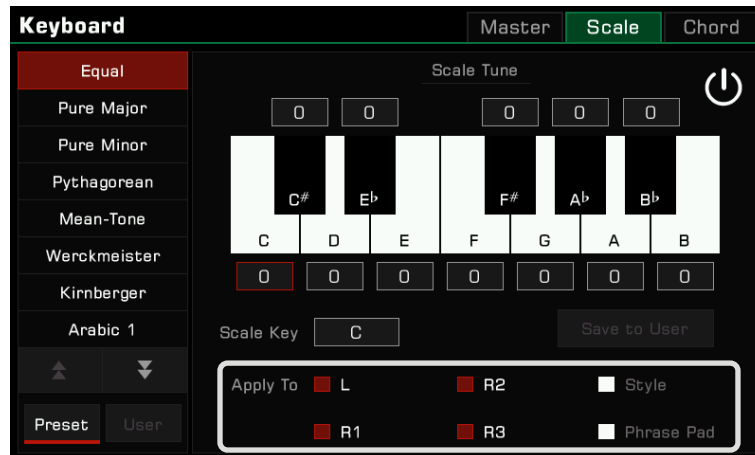 Keyboard
Master Scale Chord
Equal
Pure Major
Pure Minor
Pythagorean
Mean-Tone
Werckmeister
Kirnberger
Arabic 1
Preset User
Scale Tune
0 0 0 0 0
C# E♭ F# A♭ B♭
C D E F G A B
0 0 0 0 0 0 0
Scale Key C Save to User
Apply To L R2 Style
R1 R3 Phrase Pad